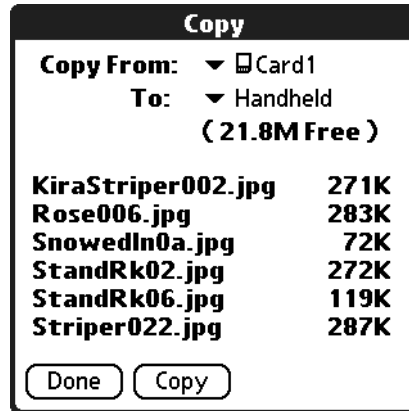 Copy
Copy From: Card1
To: Handheld
(21.8M Free)
KiraStriper002.jpg 271K
Rose006.jpg 283K
SnowedIn0a.jpg 72K
StandRk02.jpg 272K
StandRk06.jpg 119K
Striper022.jpg 287K
Done Copy